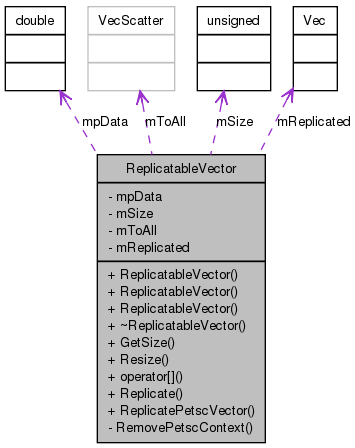 double
VecScatter
unsigned
Vec
mpData
mToAll
mSize
mReplicated
ReplicatableVector
- mpData
- mSize
- mToAll
- mReplicated
+ ReplicatableVector()
+ ReplicatableVector()
+ ReplicatableVector()
+ ~ReplicatableVector()
+ GetSize()
+ Resize()
+ operator[]()
+ Replicate()
+ ReplicatePetscVector()
- RemovePetscContext()